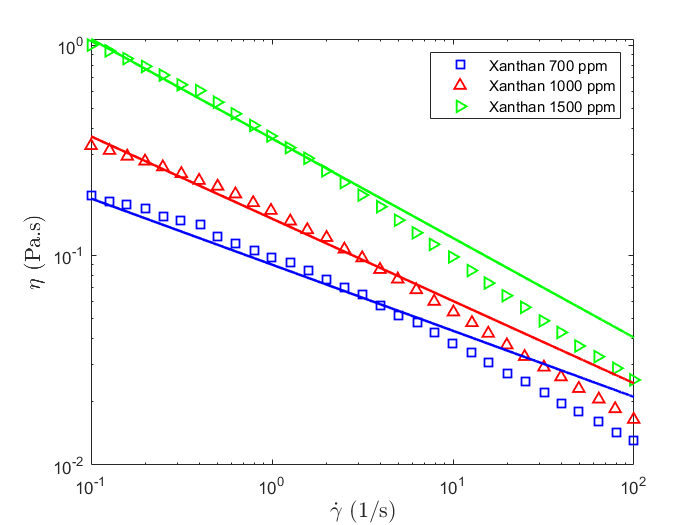 10^0
Xanthan 700 ppm
Xanthan 1000 ppm
Xanthan 1500 ppm
η (Pa.s)
10^-1
10^-2
10^-1
10^0
10^1
10^2
γ̇ (1/s)